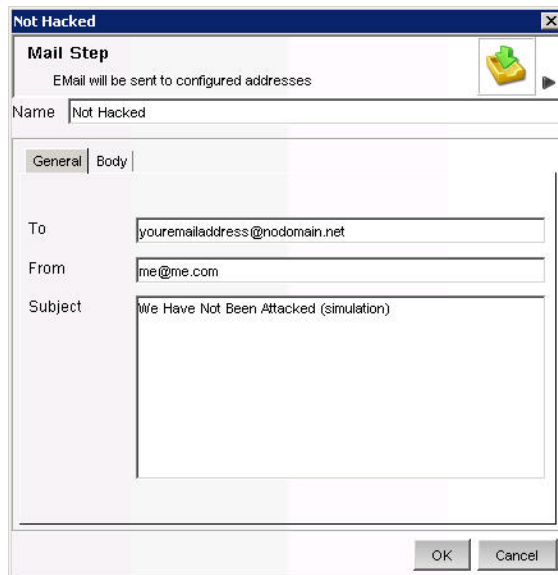 Not Hacked
Mail Step
EMail will be sent to configured addresses
Name Not Hacked
General Body
To youremailaddress@nodomain.net
From me@me.com
Subject We Have Not Been Attacked (simulation)
OK Cancel